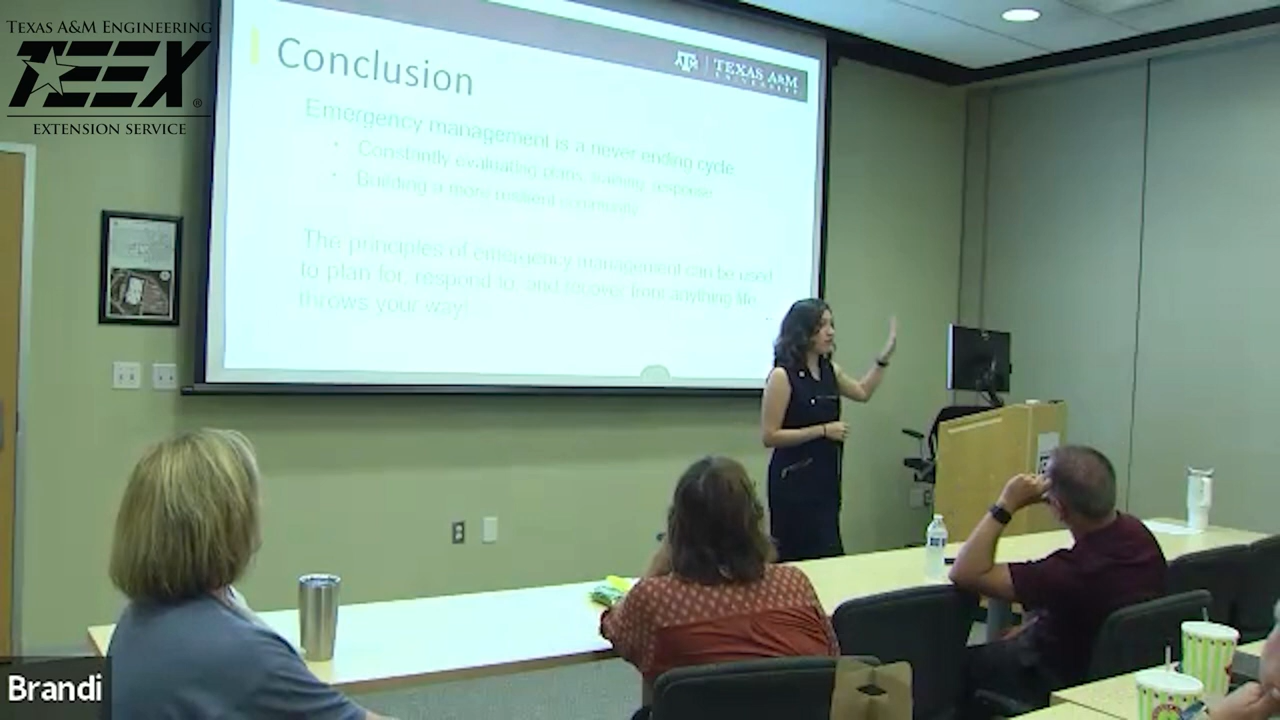 TEXAS A&M ENGINEERING
TEEX®
EXTENSION SERVICE
Conclusion
ATM | TEXAS A&M
UNIVERSITY
Emergency management is a never ending cycle
• Constantly evaluating plans, training, response
• Building a more resilient community
The principles of emergency management can be used
to plan for, respond to, and recover from anything life
throws your way!
Brandi